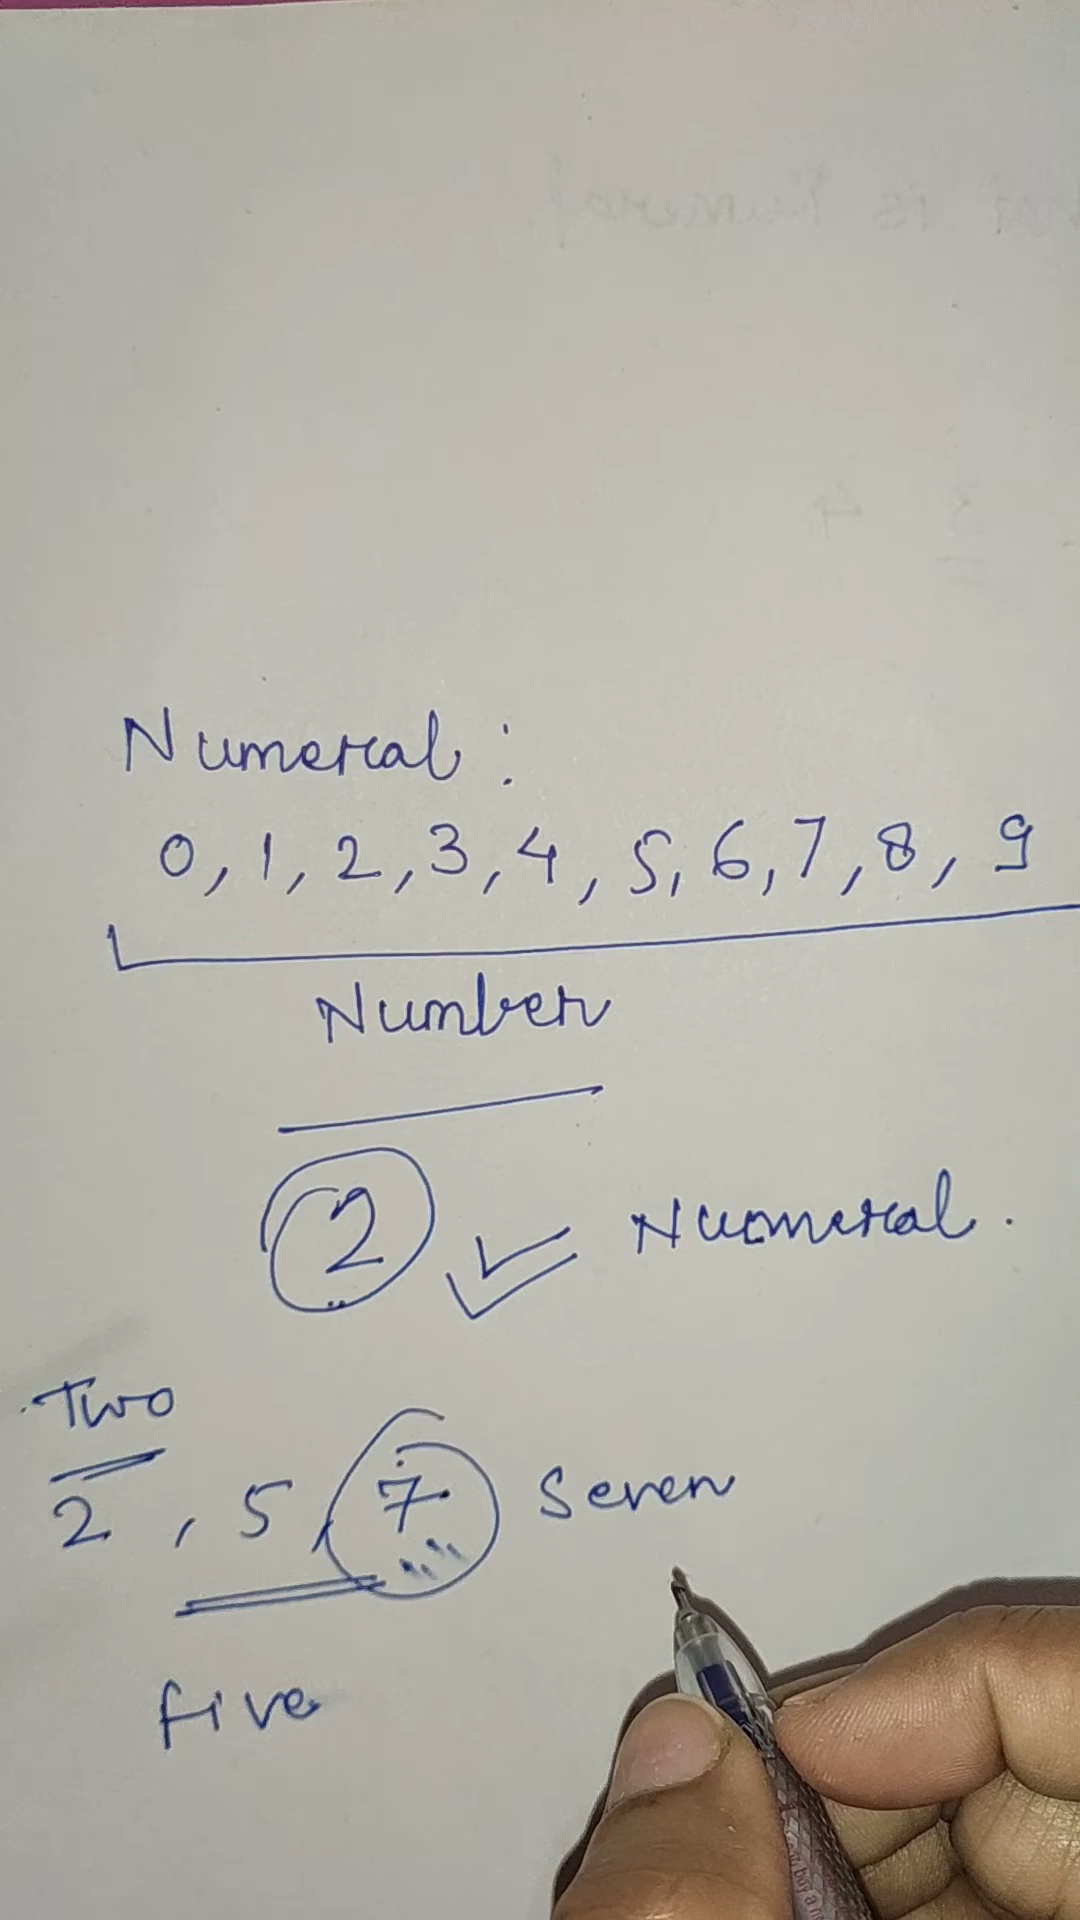 Numeral :
0, 1, 2, 3, 4, 5, 6, 7, 8, 9
Number
2 Numeral.
Two
2, 5, 7 Seven
five